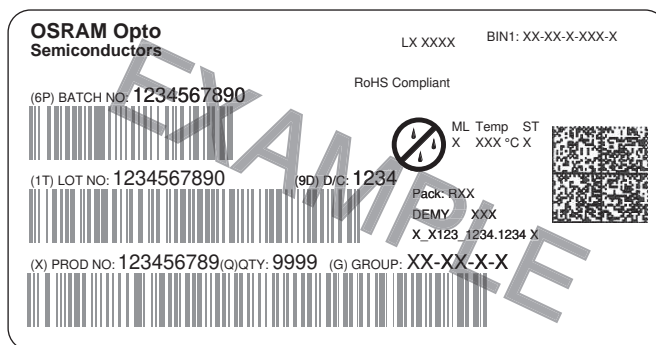 OSRAM Opto
Semiconductors
LX XXXX
BIN1: XX-XX-X-XXX-X
RoHS Compliant
(6P) BATCH NO: 1234567890
ML Temp ST
X XXX °C X
(1T) LOT NO: 1234567890 (9D) D/C: 1234
Pack: RXX
DEMY XXX
X_X123_1234.1234 X
(X) PROD NO: 123456789(Q)QTY: 9999 (G) GROUP: XX-XX-X-X
EXAMPLE